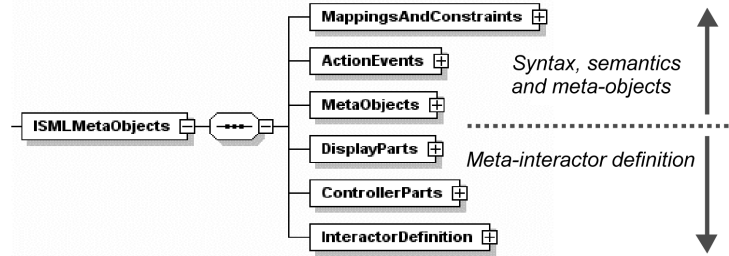 MappingsAndConstraints
ActionEvents
Syntax, semantics
and meta-objects
MetaObjects
ISMLMetaObjects
DisplayParts
Meta-interactor definition
ControllerParts
InteractorDefinition